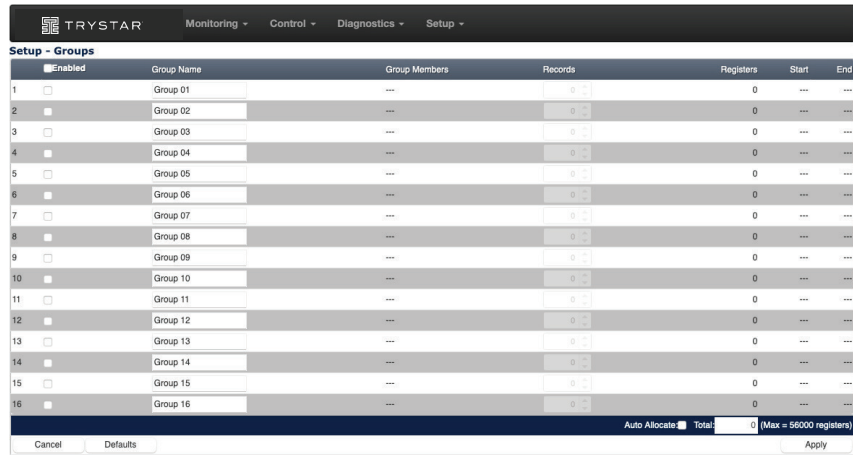 TRYSTAR Monitoring Control Diagnostics Setup
Setup - Groups
Enabled Group Name Group Members Records Registers Start End
1 Group 01 --- 0 0 --- ---
2 Group 02 --- 0 0 --- ---
3 Group 03 --- 0 0 --- ---
4 Group 04 --- 0 0 --- ---
5 Group 05 --- 0 0 --- ---
6 Group 06 --- 0 0 --- ---
7 Group 07 --- 0 0 --- ---
8 Group 08 --- 0 0 --- ---
9 Group 09 --- 0 0 --- ---
10 Group 10 --- 0 0 --- ---
11 Group 11 --- 0 0 --- ---
12 Group 12 --- 0 0 --- ---
13 Group 13 --- 0 0 --- ---
14 Group 14 --- 0 0 --- ---
15 Group 15 --- 0 0 --- ---
16 Group 16 --- 0 0 --- ---
Auto Allocate: Total: 0 (Max = 56000 registers)
Cancel Defaults Apply